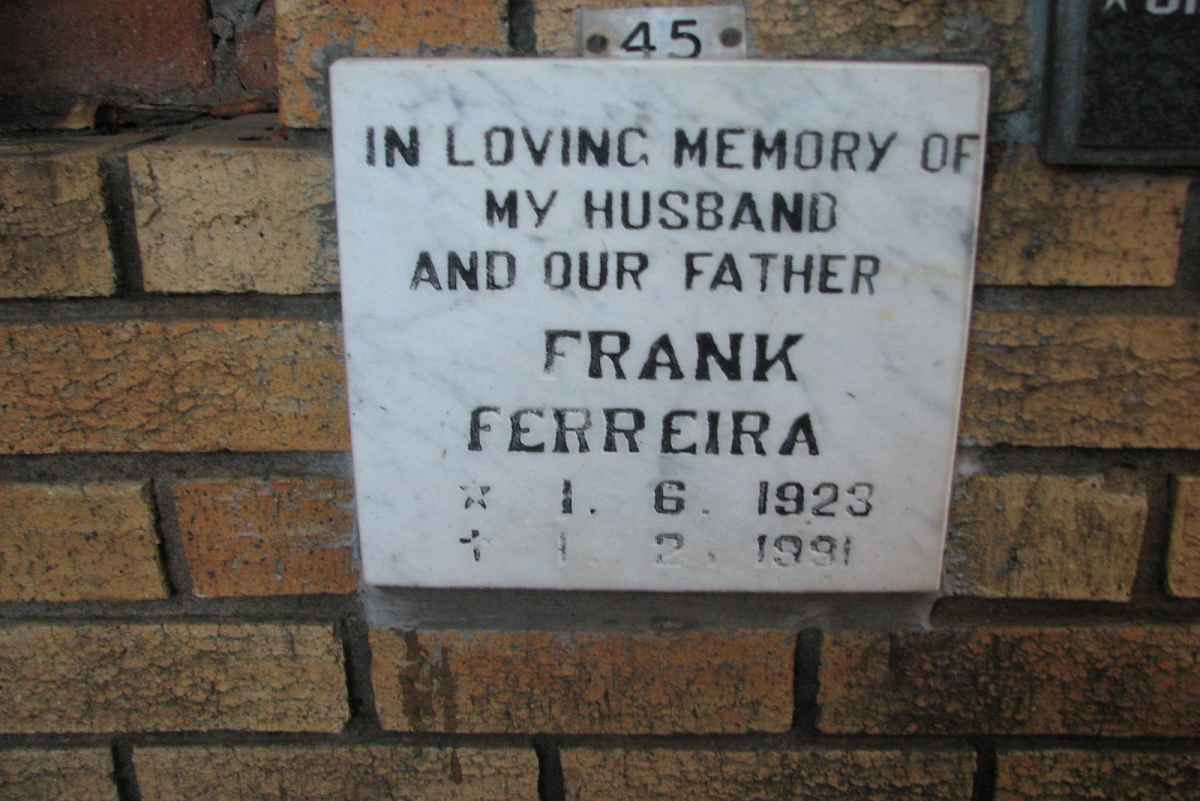 45
IN LOVING MEMORY OF
MY HUSBAND
AND OUR FATHER
FRANK
FERREIRA
☆ 1. 6. 1923
† 1. 2. 1991